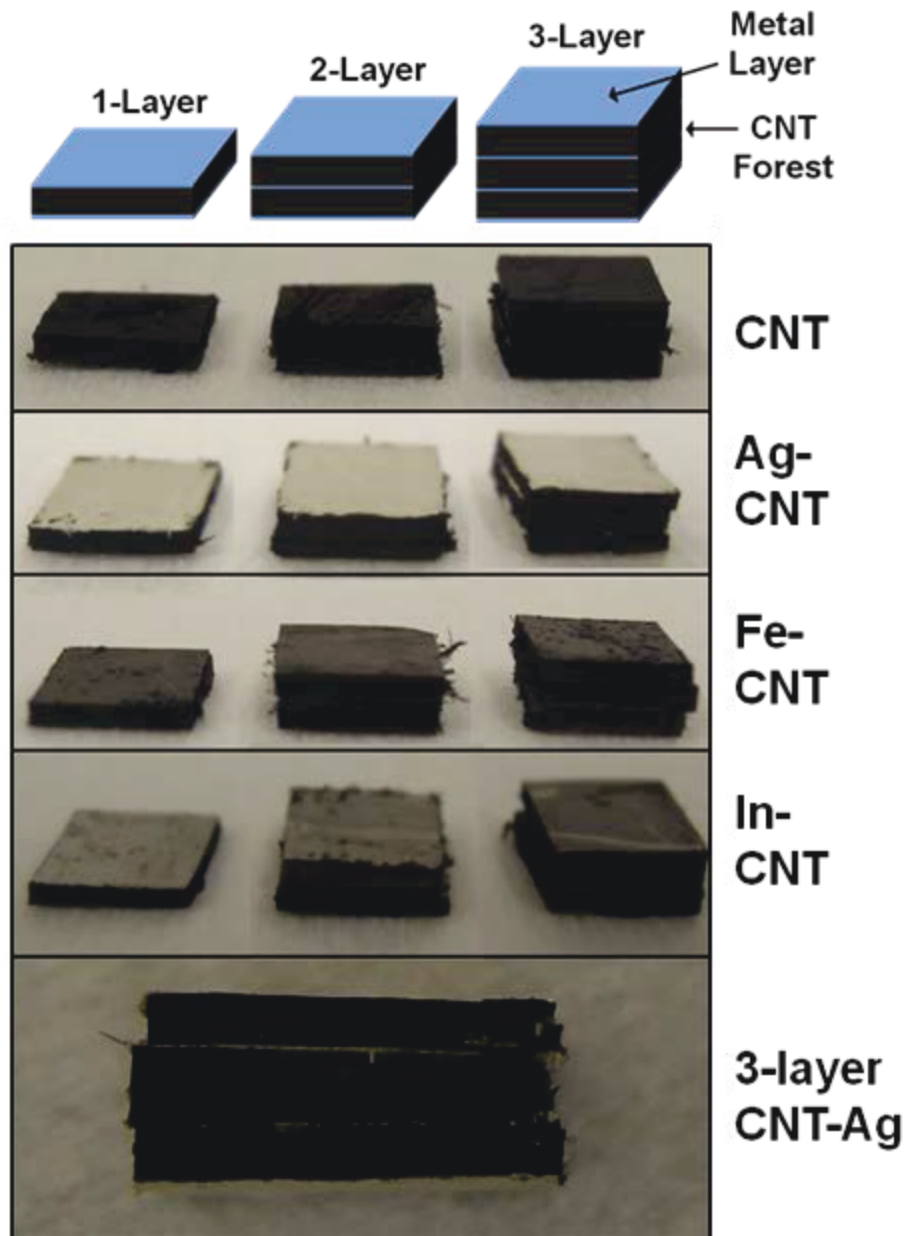 1-Layer
2-Layer
3-Layer
Metal
Layer
CNT
Forest
CNT
Ag-
CNT
Fe-
CNT
In-
CNT
3-layer
CNT-Ag